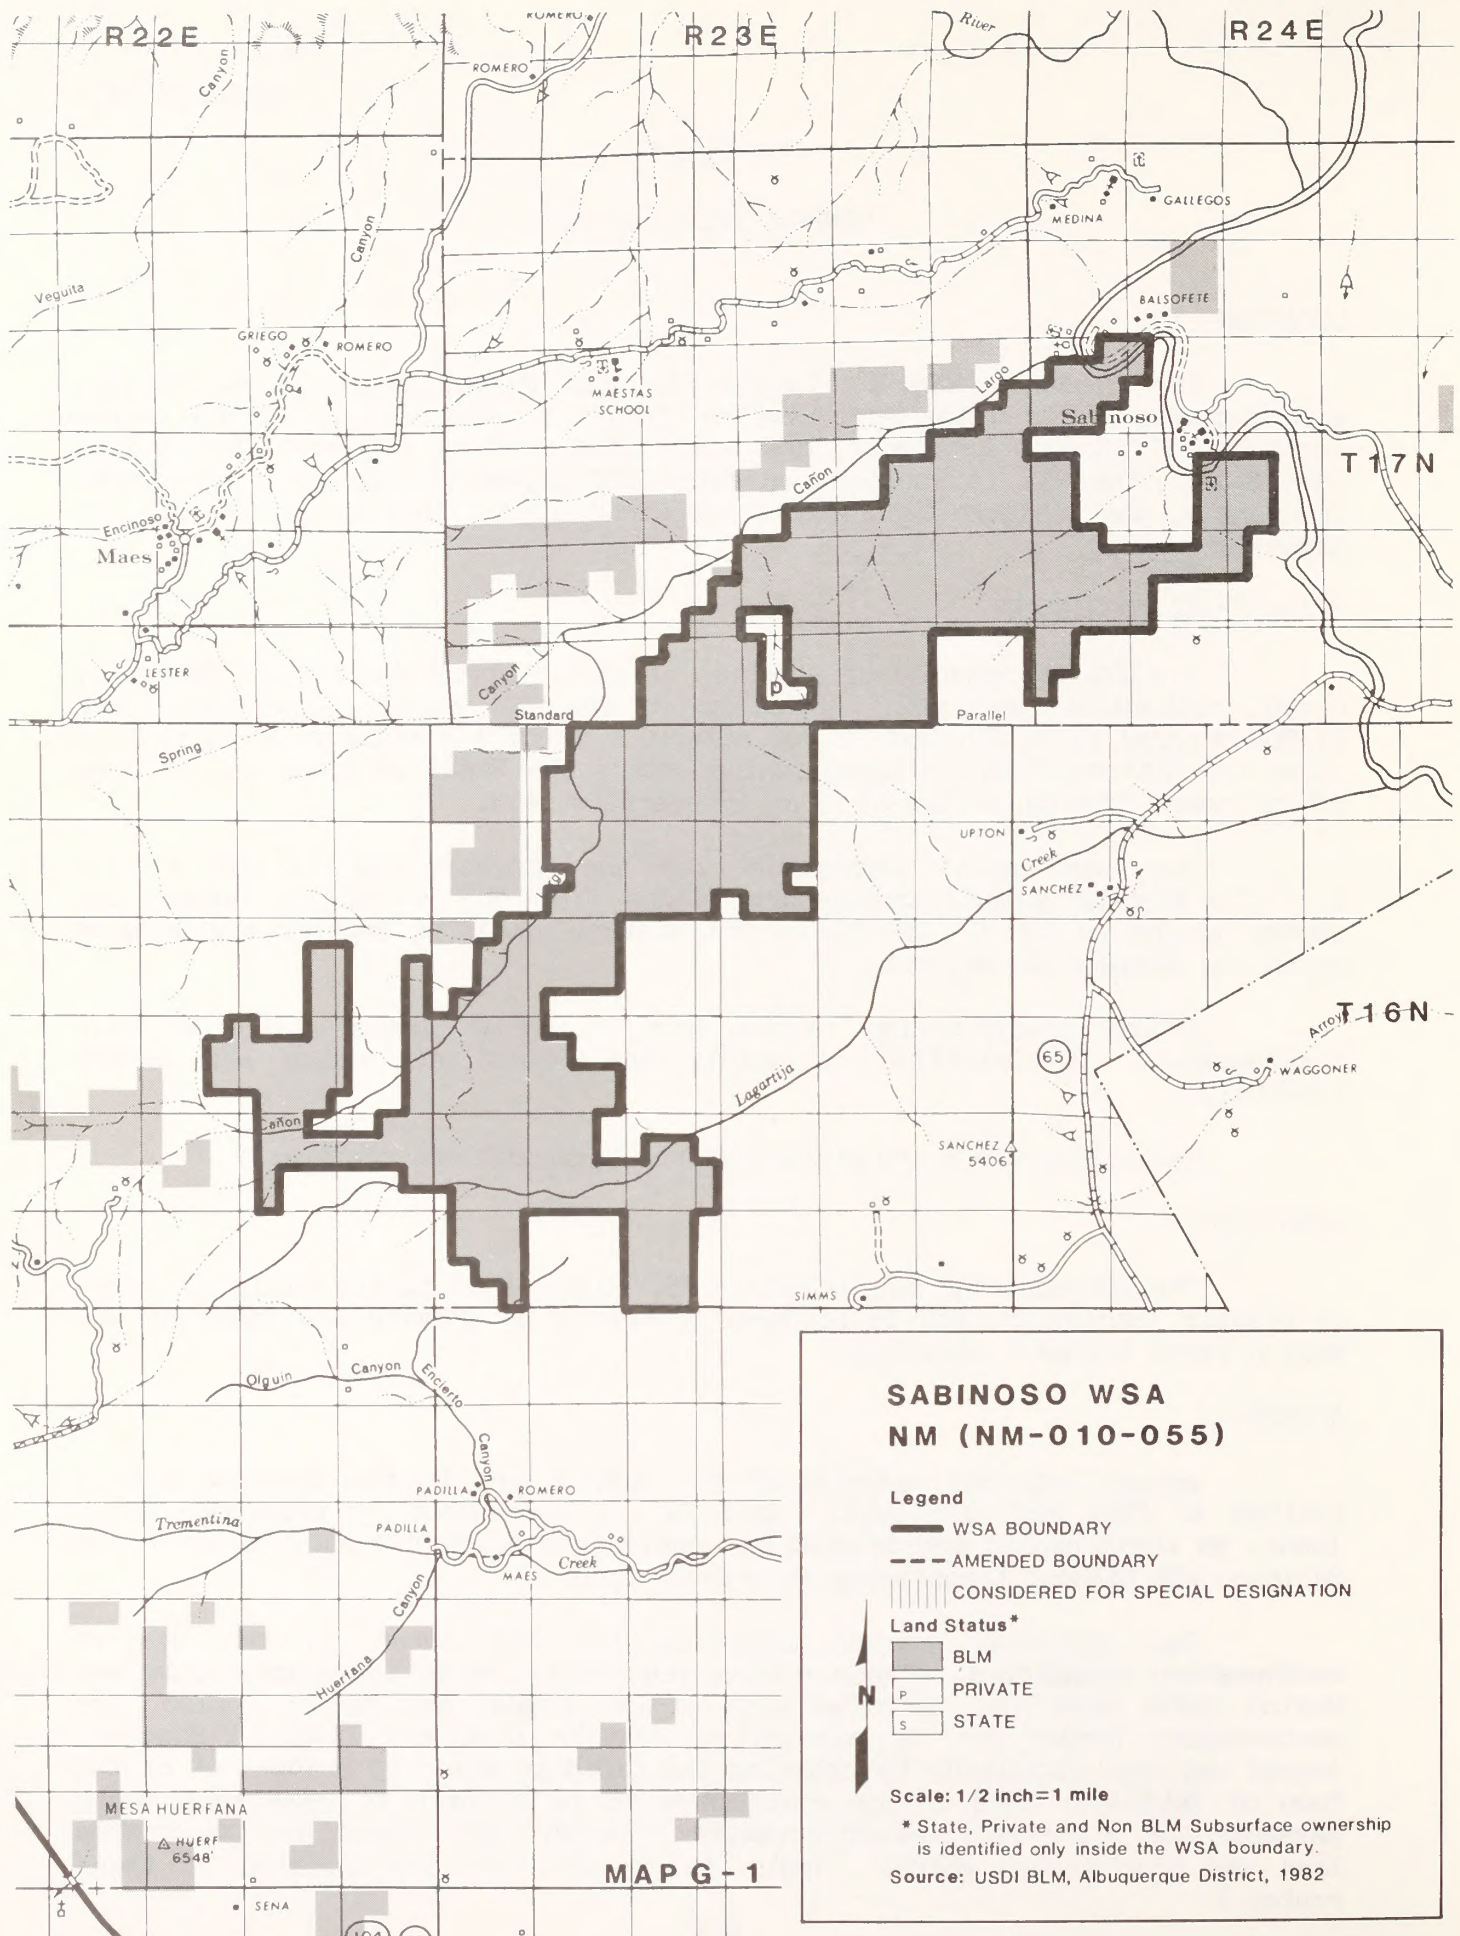 R22E
ROMERO
R23E
River
R24E
Canyon
ROMERO
Canyon
MEDINA
GALLEGOS
Veguita
BALSOFETE
GRIEGO
ROMERO
MAESTAS
SCHOOL
Largo
Sabinoso
T17N
Cañon
Encinoso
Maes
LESTER
Canyon
P
Standard
Parallel
Spring
UPTON
Creek
SANCHEZ
T16N
Arroyo
65
WAGGONER
Lagartija
Cañon
SANCHEZ
5406
SIMMS
Olguin
Canyon
Encierto
Canyon
PADILLA
ROMERO
Trementina
PADILLA
MAES
Creek
Canyon
Huerfana
MESA HUERFANA
HUERF
6548'
SENA
104
MAP G-1
SABINOSO WSA
NM (NM-010-055)
Legend
WSA BOUNDARY
AMENDED BOUNDARY
CONSIDERED FOR SPECIAL DESIGNATION
Land Status*
BLM
P PRIVATE
S STATE
N
Scale: 1/2 inch=1 mile
* State, Private and Non BLM Subsurface ownership
is identified only inside the WSA boundary.
Source: USDI BLM, Albuquerque District, 1982